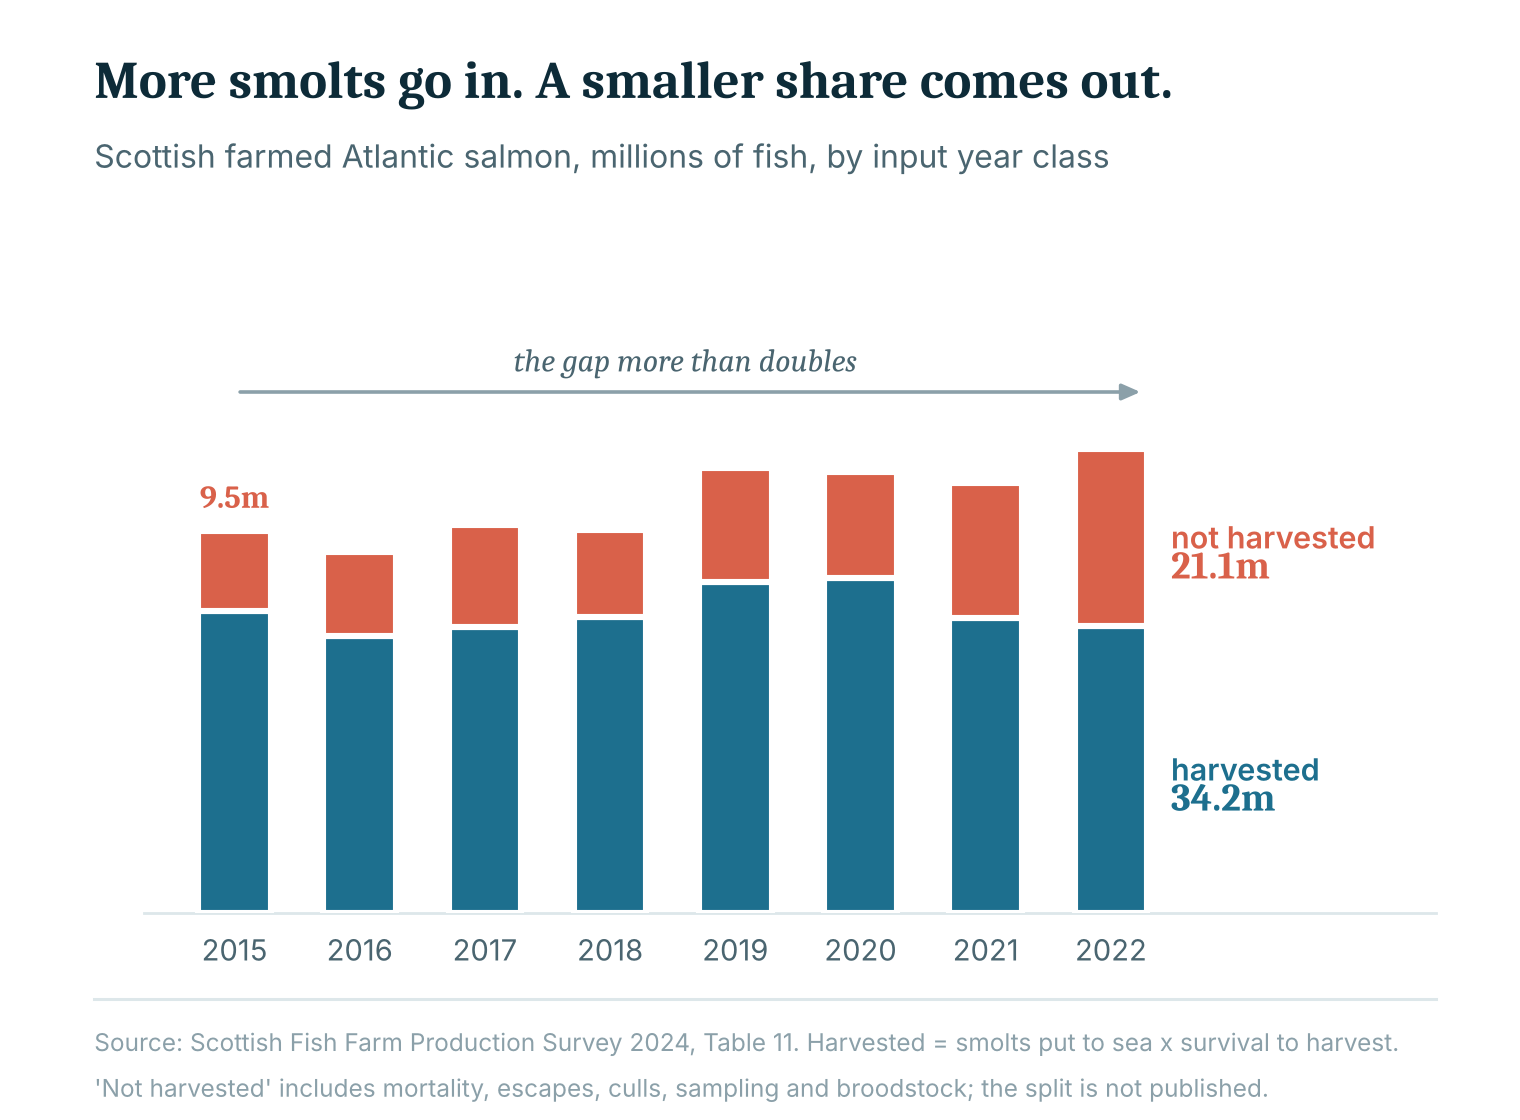 More smolts go in. A smaller share comes out.
Scottish farmed Atlantic salmon, millions of fish, by input year class
the gap more than doubles
9.5m
not harvested
21.1m
harvested
34.2m
2015 2016 2017 2018 2019 2020 2021 2022
Source: Scottish Fish Farm Production Survey 2024, Table 11. Harvested = smolts put to sea x survival to harvest.
'Not harvested' includes mortality, escapes, culls, sampling and broodstock; the split is not published.